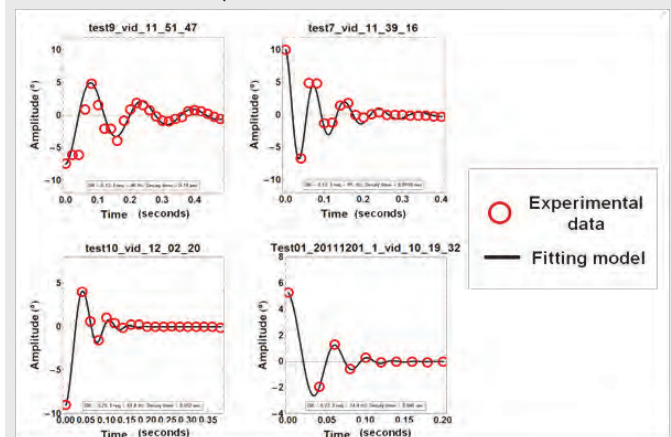 test9_vid_11_51_47
10
5
0
−5
−10
Amplitude (°)
0.0 0.1 0.2 0.3 0.4
Time (seconds)
test7_vid_11_39_16
10
5
0
−5
−10
Amplitude (°)
0.0 0.1 0.2 0.3 0.4
Time (seconds)
Experimental
data
Fitting model
test10_vid_12_02_20
5
0
−5
−10
Amplitude (°)
0.00 0.05 0.10 0.15 0.20 0.25 0.30 0.35
Time (seconds)
Test01_20111201_1_vid_10_19_32
8
6
4
2
0
−2
−4
Amplitude (°)
0.00 0.05 0.10 0.15 0.20
Time (seconds)